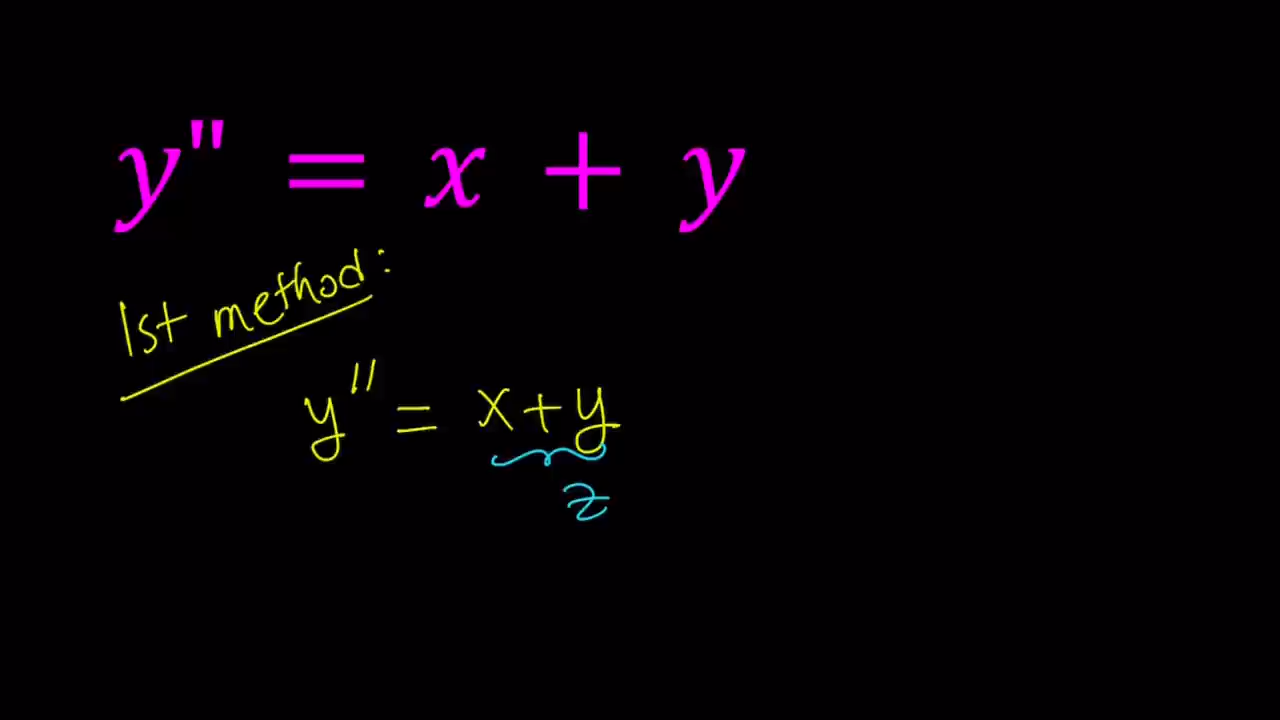 y" = x + y
1st method:
y" = x+y
z